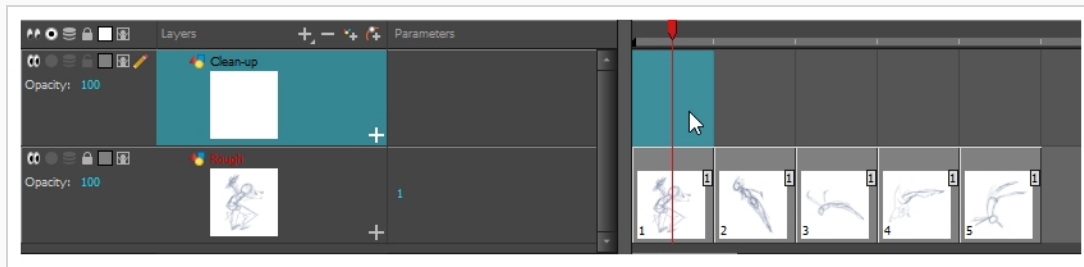 Layers Parameters
Clean-up
Opacity: 100
Rough
Opacity: 100
1
1 1 1 1 1
1 2 3 4 5